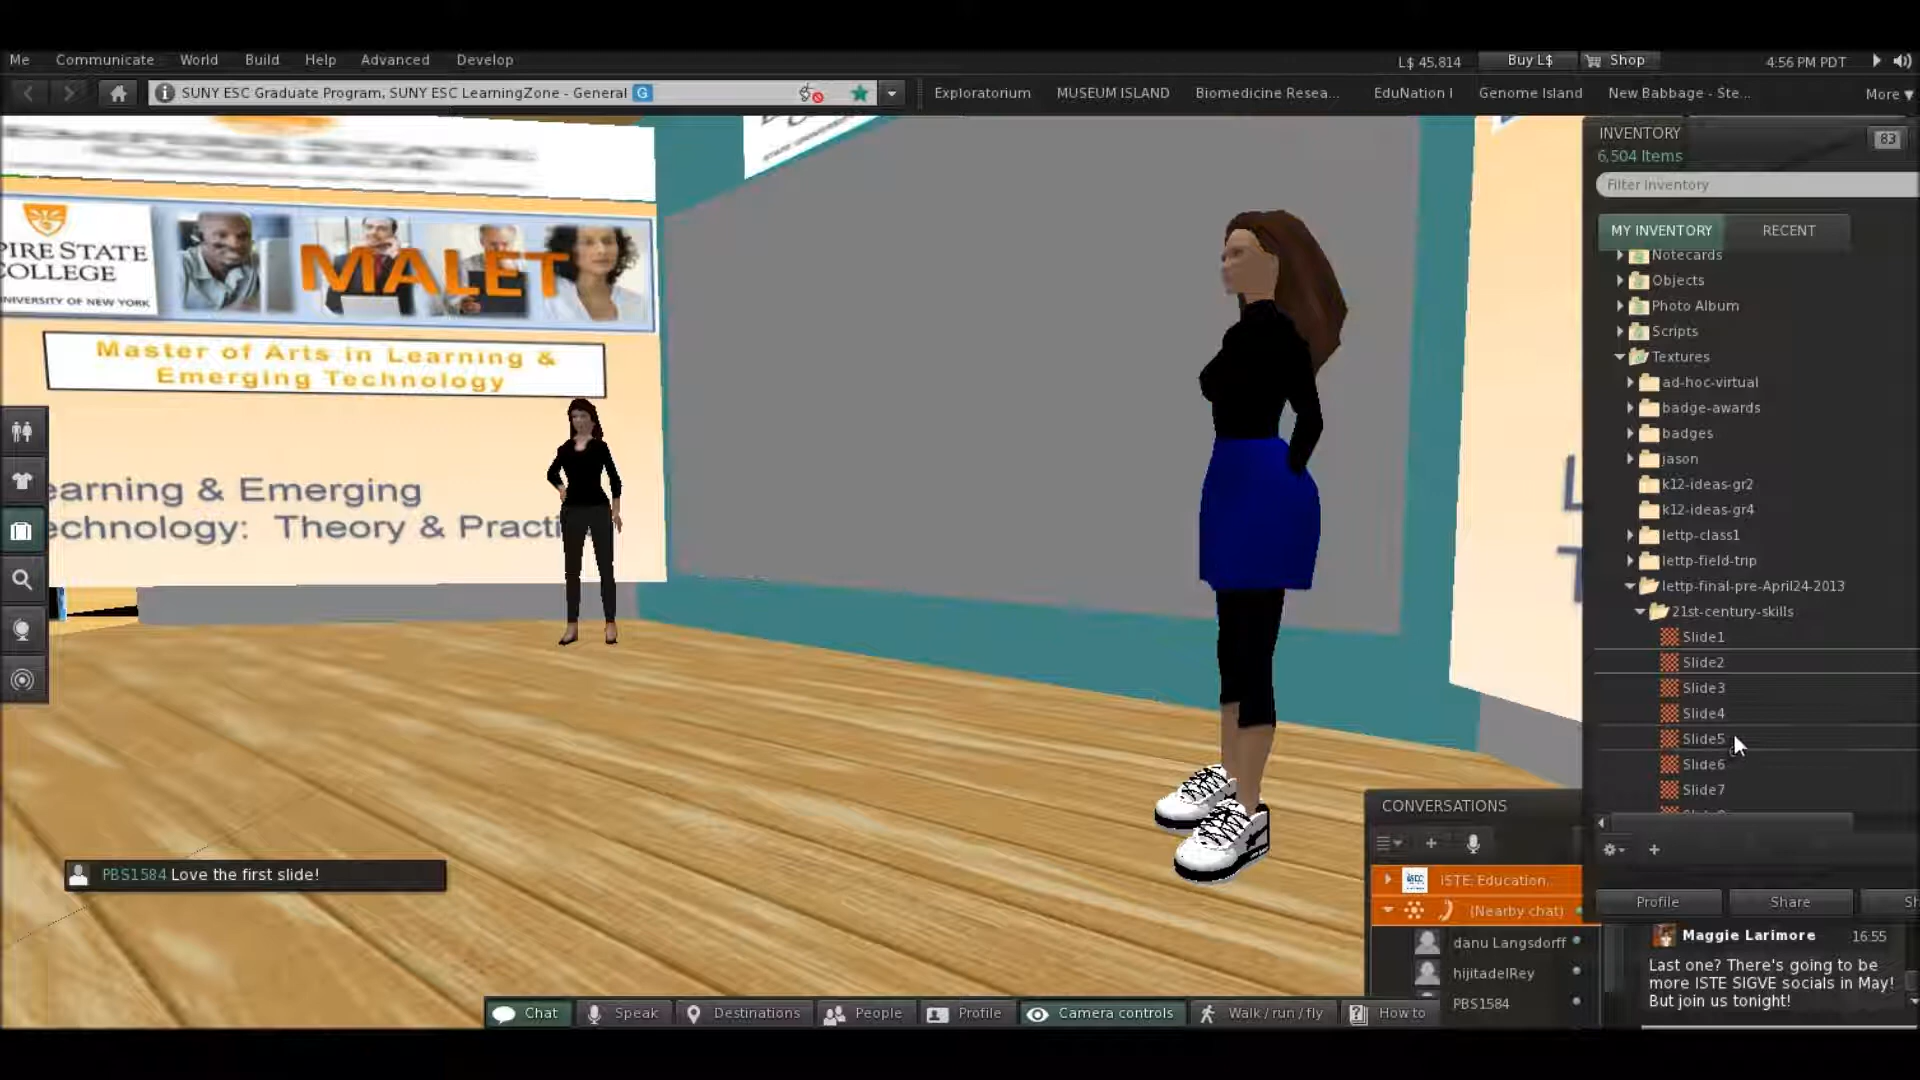 Me Communicate World Build Help Advanced Develop
L$ 45,814 Buy L$ Shop 4:56 PM PDT
SUNY ESC Graduate Program, SUNY ESC LearningZone - General G
Exploratorium MUSEUM ISLAND Biomedicine Resea... EduNation I Genome Island New Babbage - Ste... More
PIRE STATE
COLLEGE
UNIVERSITY OF NEW YORK
MALET
Master of Arts in Learning &
Emerging Technology
earning & Emerging
echnology: Theory & Practi
INVENTORY
83
6,504 Items
Filter Inventory
MY INVENTORY RECENT
Notecards
Objects
Photo Album
Scripts
Textures
ad-hoc-virtual
badge-awards
badges
jason
k12-ideas-gr2
k12-ideas-gr4
lettp-class1
lettp-field-trip
lettp-final-pre-April24-2013
21st-century-skills
Slide1
Slide2
Slide3
Slide4
Slide5
Slide6
Slide7
Profile Share Sh
PBS1584 Love the first slide!
CONVERSATIONS
ISTE: Education...
(Nearby chat)
danu Langsdorff
hijitadelRey
PBS1584
Maggie Larimore 16:55
Last one? There's going to be
more ISTE SIGVE socials in May!
But join us tonight!
Chat Speak Destinations People Profile Camera controls Walk / run / fly How to